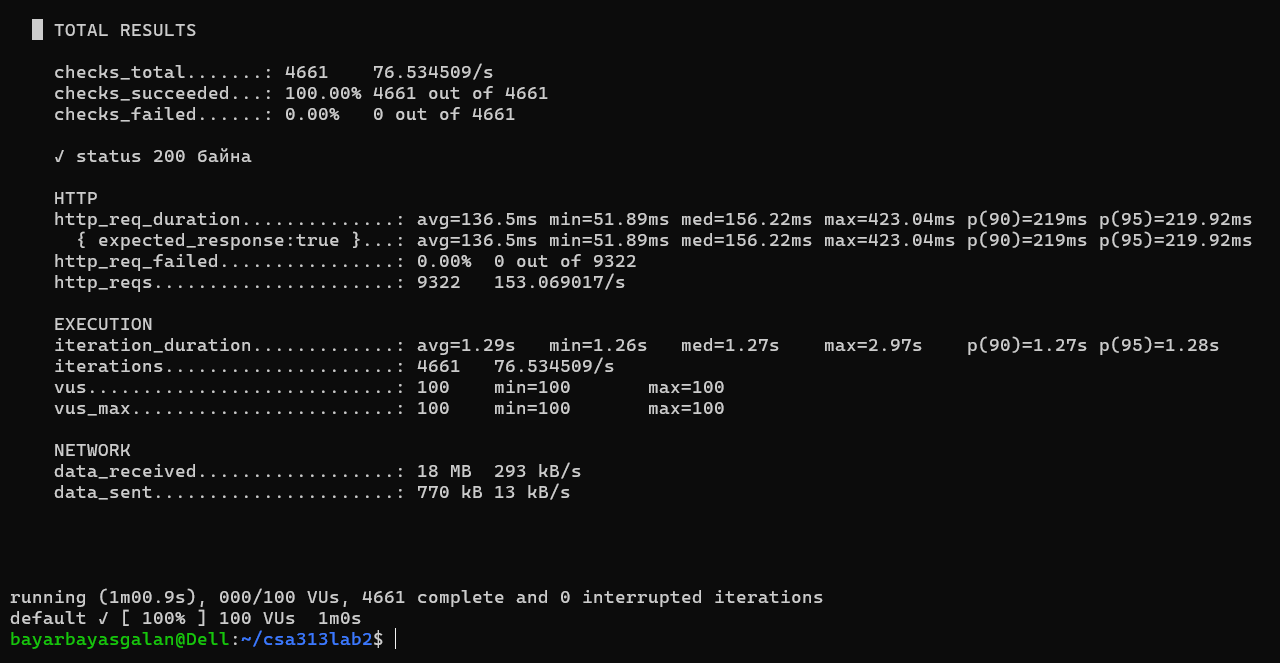 TOTAL RESULTS
checks_total.......: 4661    76.534509/s
checks_succeeded...: 100.00% 4661 out of 4661
checks_failed......: 0.00%   0 out of 4661
✓ status 200 байна
HTTP
http_req_duration..............: avg=136.5ms min=51.89ms med=156.22ms max=423.04ms p(90)=219ms p(95)=219.92ms
{ expected_response:true }...: avg=136.5ms min=51.89ms med=156.22ms max=423.04ms p(90)=219ms p(95)=219.92ms
http_req_failed................: 0.00%  0 out of 9322
http_reqs......................: 9322   153.069017/s
EXECUTION
iteration_duration.............: avg=1.29s   min=1.26s   med=1.27s    max=2.97s    p(90)=1.27s p(95)=1.28s
iterations.....................: 4661   76.534509/s
vus............................: 100    min=100       max=100
vus_max........................: 100    min=100       max=100
NETWORK
data_received..................: 18 MB  293 kB/s
data_sent......................: 770 kB 13 kB/s
running (1m00.9s), 000/100 VUs, 4661 complete and 0 interrupted iterations
default ✓ [ 100% ] 100 VUs  1m0s
bayarbayasgalan@Dell:~/csa313lab2$